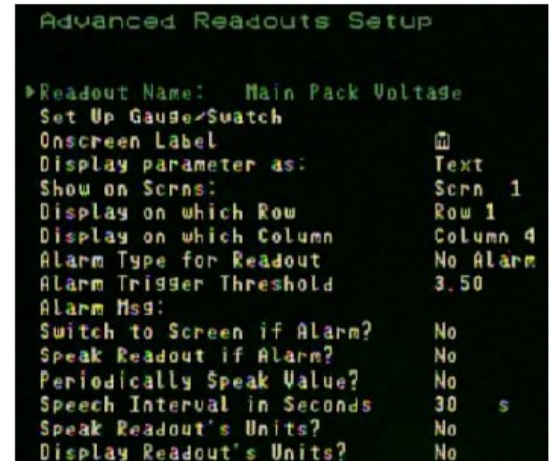 Advanced Readouts Setup
Readout Name: Main Pack Voltage
Set Up Gauge/Swatch
Onscreen Label
Display parameter as: Text
Show on Scrns: Scrn 1
Display on which Row Row 1
Display on which Column Column 4
Alarm Type for Readout No Alarm
Alarm Trigger Threshold 3.50
Alarm Msg:
Switch to Screen if Alarm? No
Speak Readout if Alarm? No
Periodically Speak Value? No
Speech Interval in Seconds 30 s
Speak Readout's Units? No
Display Readout's Units? No